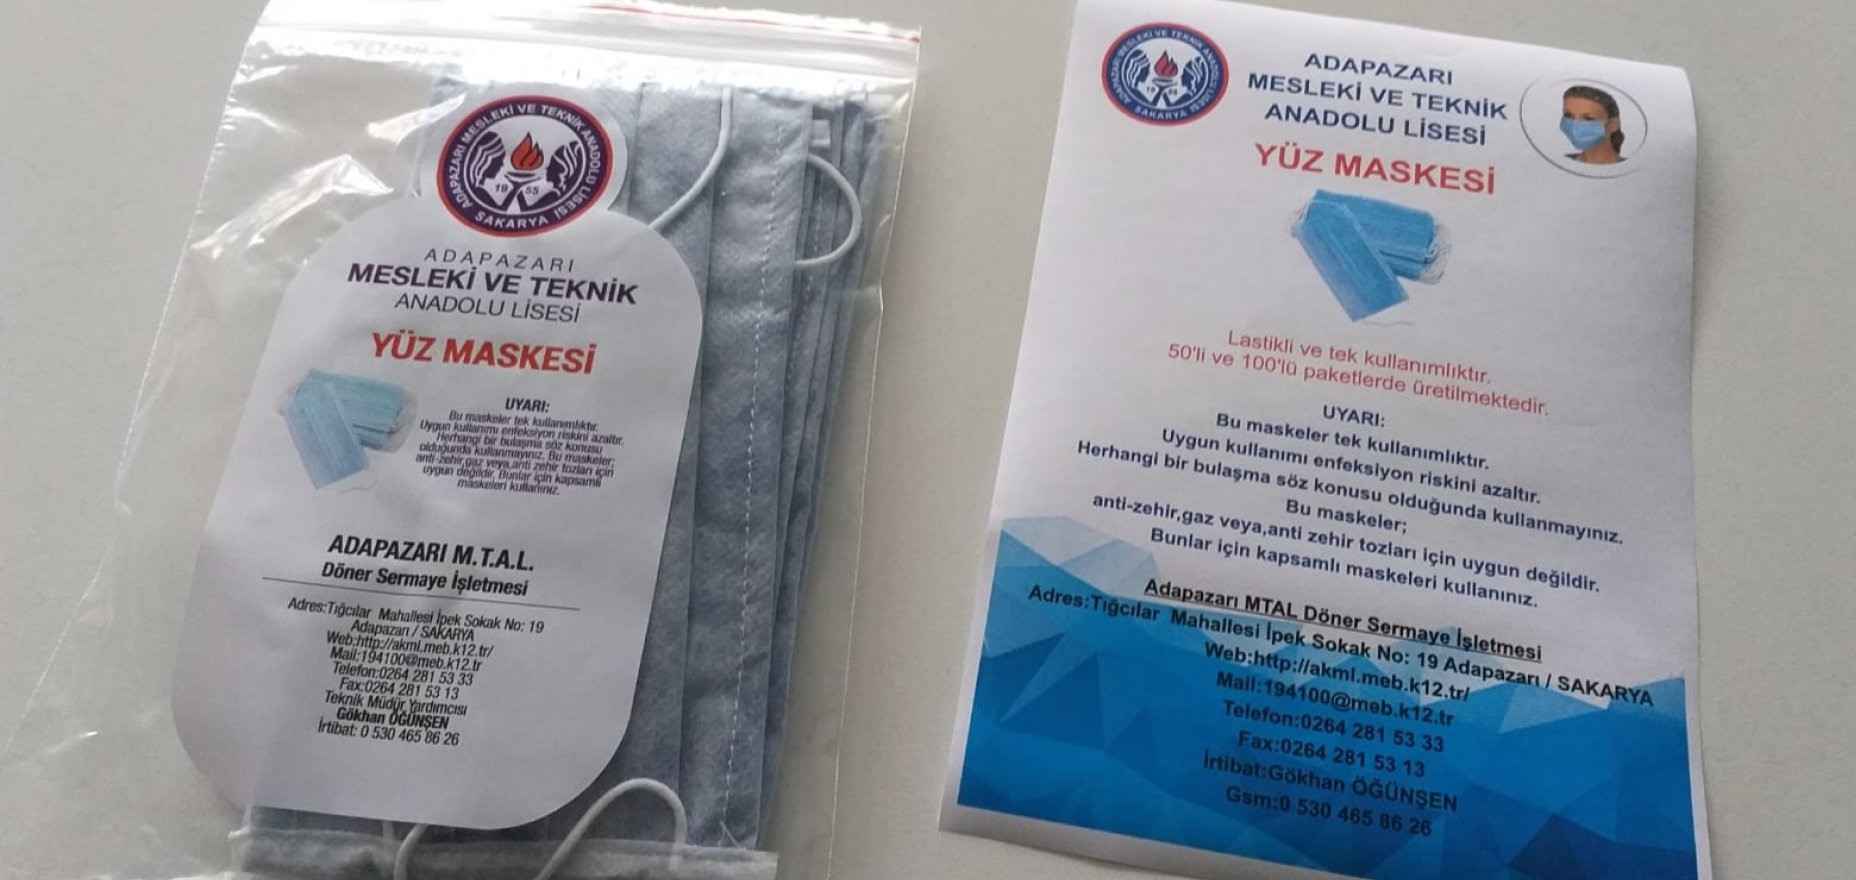 ADAPAZARI MESLEKİ VE TEKNİK ANADOLU LİSESİ
19 55
SAKARYA
ADAPAZARI
MESLEKİ VE TEKNİK
ANADOLU LİSESİ
YÜZ MASKESİ
UYARI:
Bu maskeler tek kullanımlıktır.
Uygun kullanımı enfeksiyon riskini azaltır.
Herhangi bir bulaşma söz konusu
olduğunda kullanmayınız. Bu maskeler;
anti-zehir,gaz veya,anti zehir tozları için
uygun değildir. Bunlar için kapsamlı
maskeleri kullanınız.
ADAPAZARI M.T.A.L.
Döner Sermaye İşletmesi
Adres:Tığcılar Mahallesi İpek Sokak No: 19
Adapazarı / SAKARYA
Web:http://akml.meb.k12.tr/
Mail:194100@meb.k12.tr
Telefon:0264 281 53 33
Fax:0264 281 53 13
Teknik Müdür Yardımcısı
Gökhan ÖĞÜNŞEN
İrtibat: 0 530 465 86 26
ADAPAZARI MESLEKİ VE TEKNİK ANADOLU LİSESİ
19 55
SAKARYA
ADAPAZARI
MESLEKİ VE TEKNİK
ANADOLU LİSESİ
YÜZ MASKESİ
Lastikli ve tek kullanımlıktır.
50'li ve 100'lü paketlerde üretilmektedir.
UYARI:
Bu maskeler tek kullanımlıktır.
Uygun kullanımı enfeksiyon riskini azaltır.
Herhangi bir bulaşma söz konusu olduğunda kullanmayınız.
Bu maskeler;
anti-zehir,gaz veya,anti zehir tozları için uygun değildir.
Bunlar için kapsamlı maskeleri kullanınız.
Adapazarı MTAL Döner Sermaye İşletmesi
Adres:Tığcılar Mahallesi İpek Sokak No: 19 Adapazarı / SAKARYA
Web:http://akml.meb.k12.tr/
Mail:194100@meb.k12.tr
Telefon:0264 281 53 33
Fax:0264 281 53 13
İrtibat:Gökhan ÖĞÜNŞEN
Gsm:0 530 465 86 26